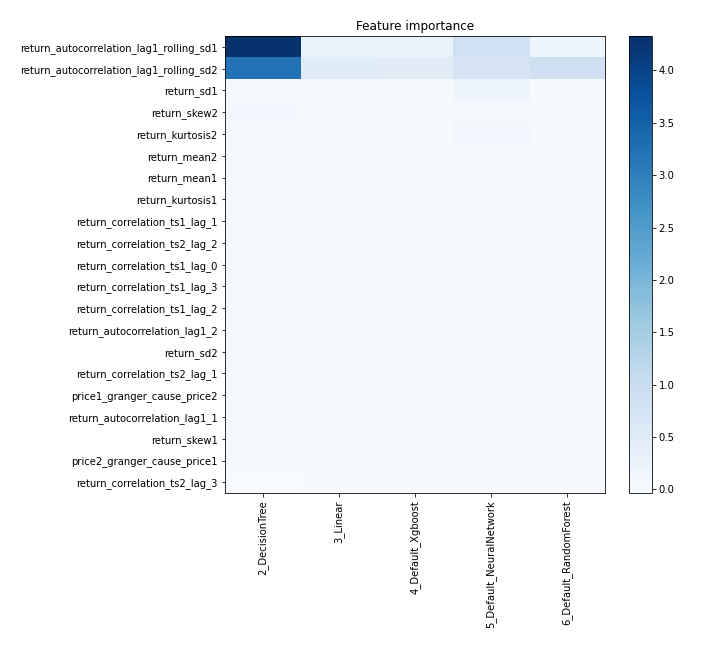 Feature importance
return_autocorrelation_lag1_rolling_sd1
return_autocorrelation_lag1_rolling_sd2
return_sd1
return_skew2
return_kurtosis2
return_mean2
return_mean1
return_kurtosis1
return_correlation_ts1_lag_1
return_correlation_ts2_lag_2
return_correlation_ts1_lag_0
return_correlation_ts1_lag_3
return_correlation_ts1_lag_2
return_autocorrelation_lag1_2
return_sd2
return_correlation_ts2_lag_1
price1_granger_cause_price2
return_autocorrelation_lag1_1
return_skew1
price2_granger_cause_price1
return_correlation_ts2_lag_3
2_DecisionTree
3_Linear
4_Default_Xgboost
5_Default_NeuralNetwork
6_Default_RandomForest
4.0
3.5
3.0
2.5
2.0
1.5
1.0
0.5
0.0